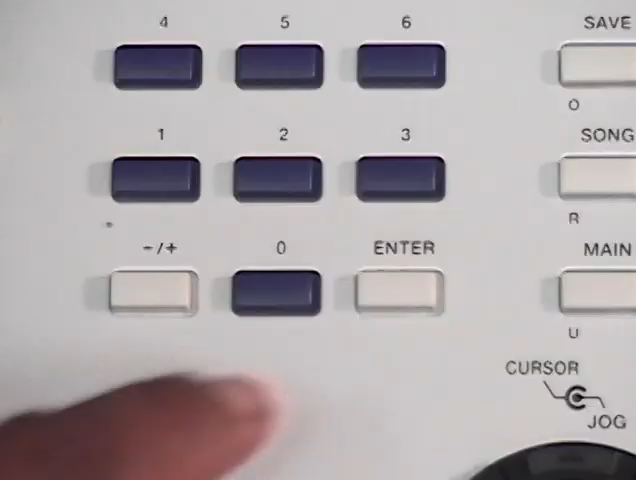 4 5 6 SAVE
O
1 2 3 SONG
R
-/+ 0 ENTER MAIN
U
CURSOR
JOG